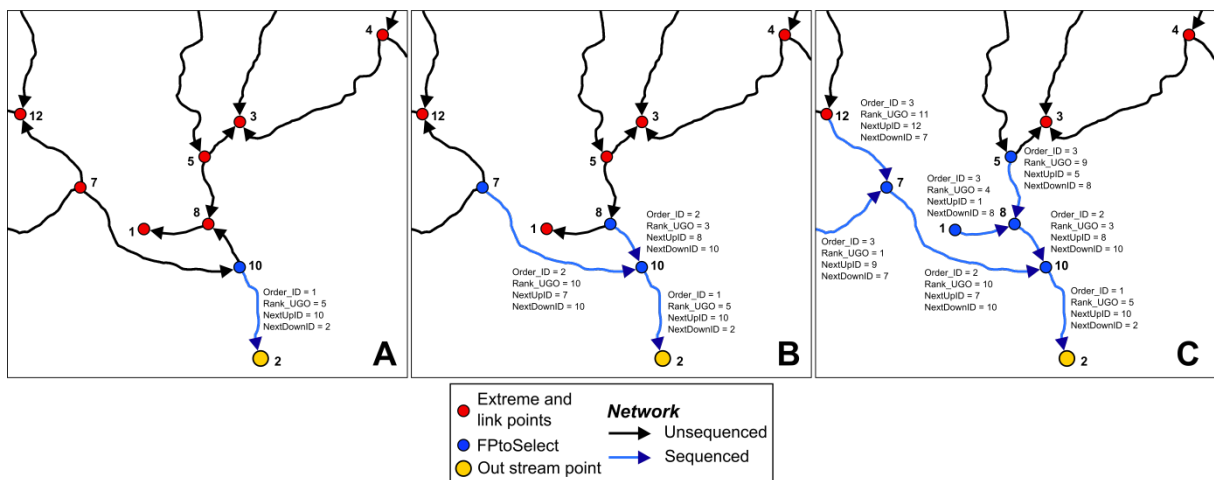 4
12
3
5
7
8
1
10
Order_ID = 1
Rank_UGO = 5
NextUpID = 10
NextDownID = 2
2
A
4
12
3
5
7
8
1
Order_ID = 2
Rank_UGO = 3
NextUpID = 8
NextDownID = 10
10
Order_ID = 2
Rank_UGO = 10
NextUpID = 7
NextDownID = 10
Order_ID = 1
Rank_UGO = 5
NextUpID = 10
NextDownID = 2
2
B
4
12
Order_ID = 3
Rank_UGO = 11
NextUpID = 12
NextDownID = 7
3
5
Order_ID = 3
Rank_UGO = 9
NextUpID = 5
NextDownID = 8
7
Order_ID = 3
Rank_UGO = 4
NextUpID = 1
NextDownID = 8
8
1
Order_ID = 2
Rank_UGO = 3
NextUpID = 8
NextDownID = 10
Order_ID = 3
Rank_UGO = 1
NextUpID = 9
NextDownID = 7
10
Order_ID = 2
Rank_UGO = 10
NextUpID = 7
NextDownID = 10
Order_ID = 1
Rank_UGO = 5
NextUpID = 10
NextDownID = 2
2
C
Extreme and
link points
FPtoSelect
Out stream point
Network
Unsequenced
Sequenced